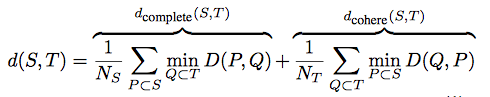 d_complete(S,T) d_cohere(S,T)
d(S,T) = 1/N_S ∑_{P⊂S} min_{Q⊂T} D(P,Q) + 1/N_T ∑_{Q⊂T} min_{P⊂S} D(Q,P)